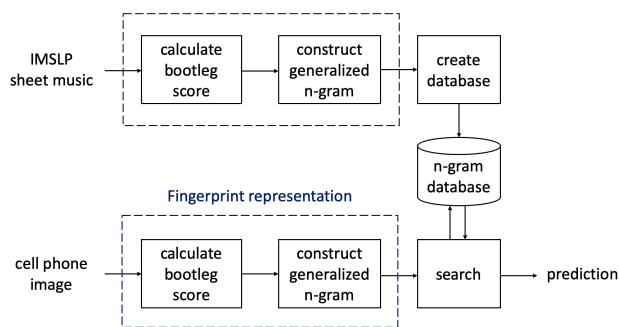 IMSLP
sheet music
calculate
bootleg
score
construct
generalized
n-gram
create
database
n-gram
database
Fingerprint representation
cell phone
image
calculate
bootleg
score
construct
generalized
n-gram
search
prediction